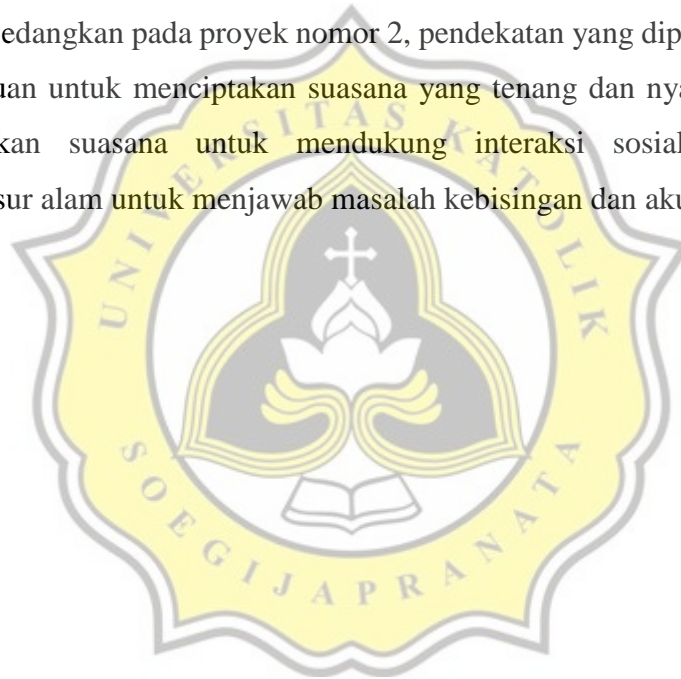 edangkan pada proyek nomor 2, pendekatan yang dip
uan untuk menciptakan suasana yang tenang dan nya
kan suasana untuk mendukung interaksi sosial
sur alam untuk menjawab masalah kebisingan dan aku
UNIVERSITAS KATOLIK
SOEGIJAPRANATA